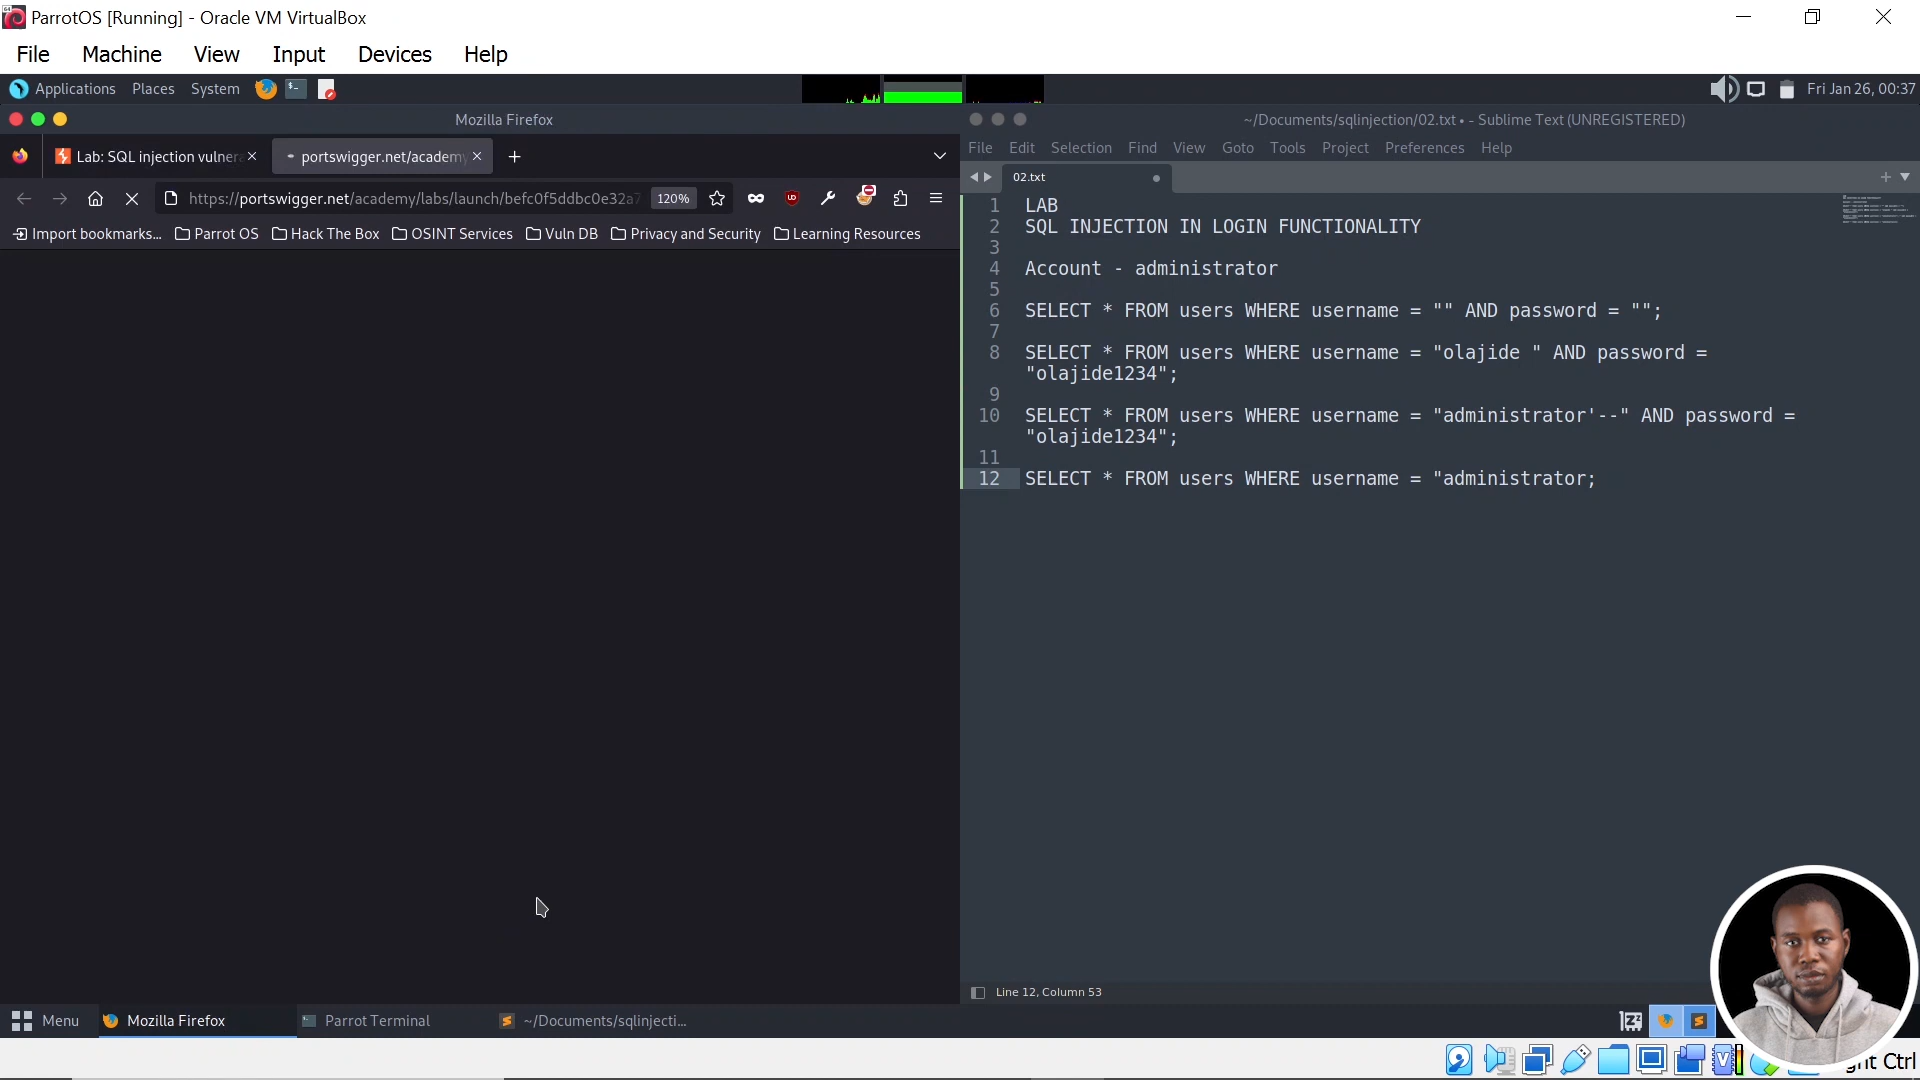 ParrotOS [Running] - Oracle VM VirtualBox
File Machine View Input Devices Help
Applications Places System
Fri Jan 26, 00:37
Mozilla Firefox
~/Documents/sqlinjection/02.txt • - Sublime Text (UNREGISTERED)
File Edit Selection Find View Goto Tools Project Preferences Help
Lab: SQL injection vulner
portswigger.net/academy
02.txt
https://portswigger.net/academy/labs/launch/befc0f5ddbc0e32a7
120%
Import bookmarks... Parrot OS Hack The Box OSINT Services Vuln DB Privacy and Security Learning Resources
1 LAB
2 SQL INJECTION IN LOGIN FUNCTIONALITY
3
4 Account - administrator
5
6 SELECT * FROM users WHERE username = "" AND password = "";
7
8 SELECT * FROM users WHERE username = "olajide " AND password =
"olajide1234";
9
10 SELECT * FROM users WHERE username = "administrator'--" AND password =
"olajide1234";
11
12 SELECT * FROM users WHERE username = "administrator;
Line 12, Column 53
Menu Mozilla Firefox Parrot Terminal ~/Documents/sqlinjecti...
Ctrl